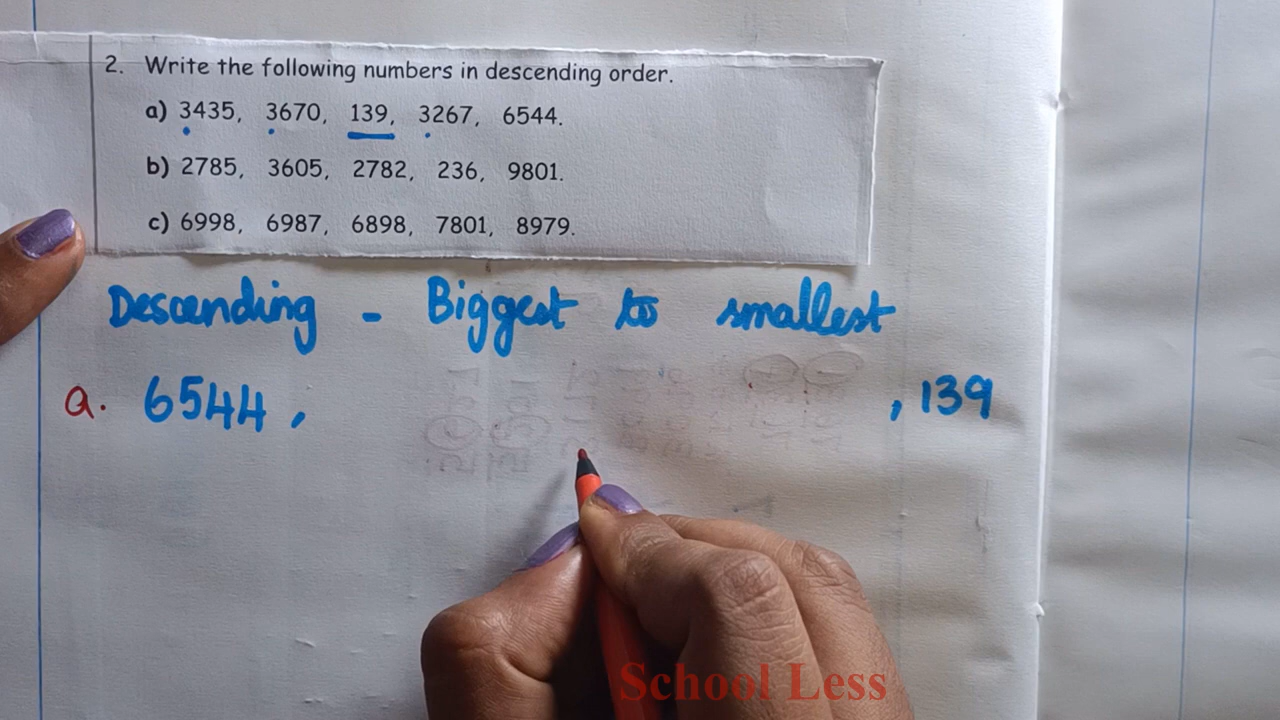 2. Write the following numbers in descending order.
a) 3435, 3670, 139, 3267, 6544.
b) 2785, 3605, 2782, 236, 9801.
c) 6998, 6987, 6898, 7801, 8979.
Descending - Biggest to smallest
a. 6544, , 139
School Less